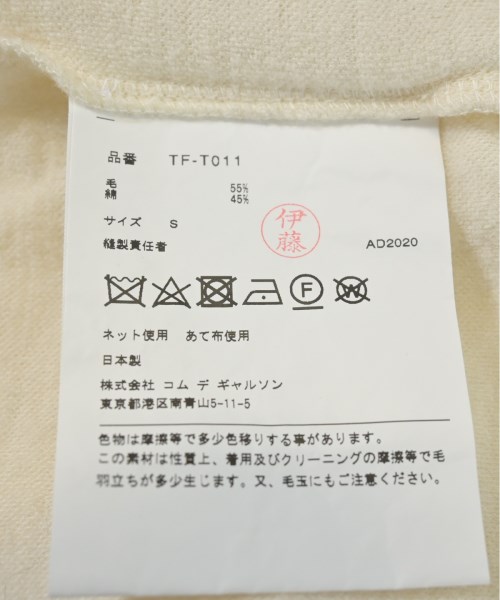 品番 TF-T011
毛 55%
綿 45%
サイズ S
縫製責任者 伊藤 AD2020
F W
ネット使用 あて布使用
日本製
株式会社 コム デ ギャルソン
東京都港区南青山5-11-5
色物は摩擦等で多少色移りする事があります。
この素材は性質上、着用及びクリーニングの摩擦等で毛
羽立ちが多少生じます。又、毛玉にもご注意ください。